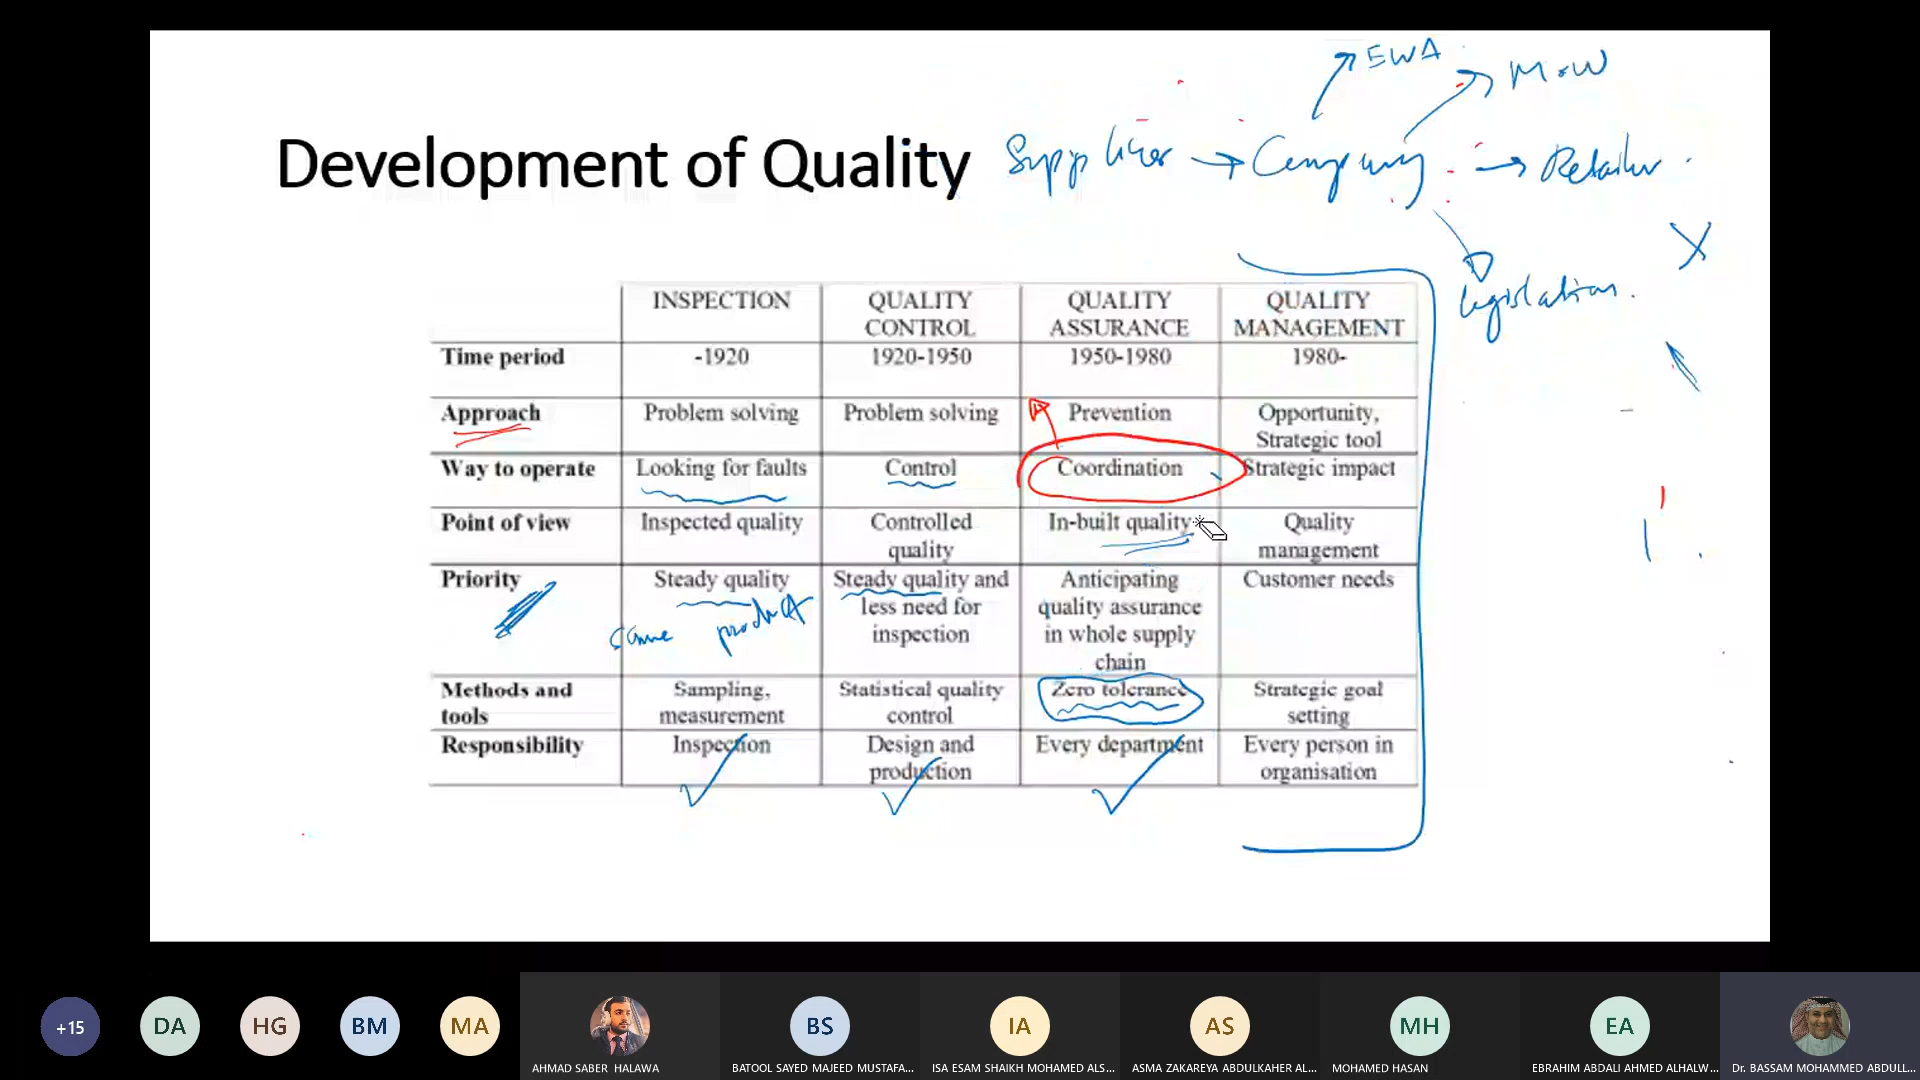 EWA
M.W
Development of Quality
Supplier → Company → Retailer.
X
legislation.
INSPECTION QUALITY CONTROL QUALITY ASSURANCE QUALITY MANAGEMENT
Time period -1920 1920-1950 1950-1980 1980-
Approach Problem solving Problem solving Prevention Opportunity, Strategic tool
Way to operate Looking for faults Control Coordination Strategic impact
Point of view Inspected quality Controlled quality In-built quality Quality management
Priority Steady quality Steady quality and less need for inspection Anticipating quality assurance in whole supply chain Customer needs
same product
Methods and tools Sampling, measurement Statistical quality control Zero tolerance Strategic goal setting
Responsibility Inspection Design and production Every department Every person in organisation
+15 DA HG BM MA BS IA AS MH EA
AHMAD SABER HALAWA
BATOOL SAYED MAJEED MUSTAFA...
ISA ESAM SHAIKH MOHAMED ALS...
ASMA ZAKAREYA ABDULKAHER AL...
MOHAMED HASAN
EBRAHIM ABDALI AHMED ALHALW...
Dr. BASSAM MOHAMMED ABDULL...